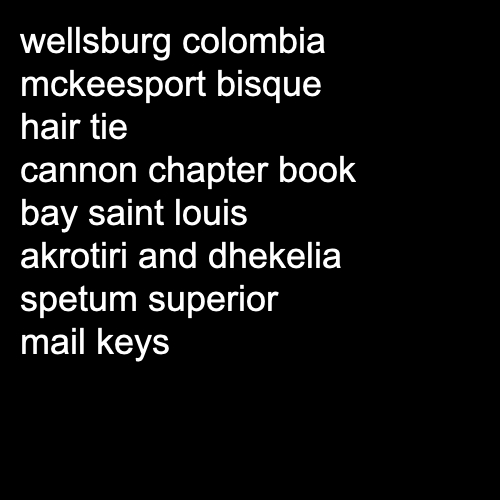 wellsburg colombia
mckeesport bisque
hair tie
cannon chapter book
bay saint louis
akrotiri and dhekelia
spetum superior
mail keys